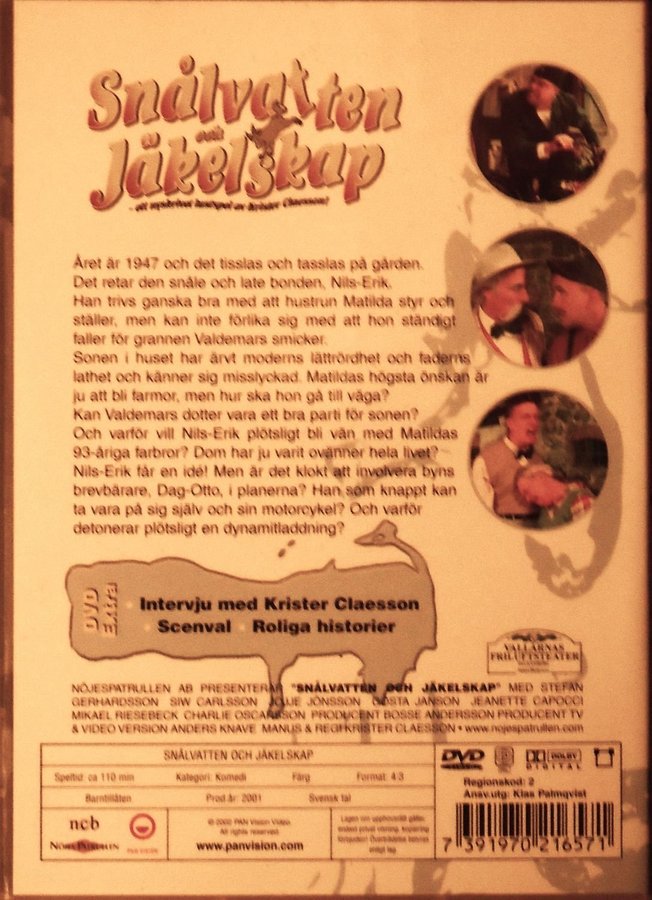 Snålvatten
och
Jäkelskap
Året är 1947 och det tisslas och tasslas på gården.
Det retar den snåle och late bonden, Nils-Erik.
Han trivs ganska bra med att hustrun Matilda styr och
ställer, men kan inte förlika sig med att hon ständigt
faller för grannen Valdemars smicker.
Sonen i huset har ärvt moderns lättrördhet och faderns
lathet och känner sig misslyckad. Matildas högsta önskan är
ju att bli farmor, men hur ska hon gå till väga?
Kan Valdemars dotter vara ett bra parti för sonen?
Och varför vill Nils-Erik plötsligt bli vän med Matildas
93-åriga farbror? Dom har ju varit ovänner hela livet?
Nils-Erik får en idé! Men är det klokt att involvera byns
brevbärare, Dag-Otto, i planerna? Han som knappt kan
ta vara på sig själv och sin motorcykel? Och varför
detonerar plötsligt en dynamitladdning?
DVD
Extra
Intervju med Krister Claesson
Scenval Roliga historier
VALLARNAS
FRILUFTSTEATER
NÖJESPATRULLEN AB PRESENTERAR "SNÅLVATTEN OCH JÄKELSKAP" MED STEFAN
GERHARDSSON SIW CARLSSON JOJJE JÖNSSON GÖSTA JANSON JEANETTE CAPOCCI
MIKAEL RIESEBECK CHARLIE OSCARSSON PRODUCENT BOSSE ANDERSSON PRODUCENT TV
& VIDEO VERSION ANDERS KNAVE MANUS & REGI KRISTER CLAESSON • www.nojespatrullen.com
SNÅLVATTEN OCH JÄKELSKAP
Speltid: ca 110 min Kategori: Komedi Färg Format: 4:3
Barntillåten Prod.år: 2001 Svenskt tal
ncb
NÖJESPATRULLEN
© 2002 PAN Vision Video.
All rights reserved.
www.panvision.com
DVD
VIDEO
DOLBY
DIGITAL
Regionskod: 2
Ansv.utg: Klas Palmqvist
7 391970 216571